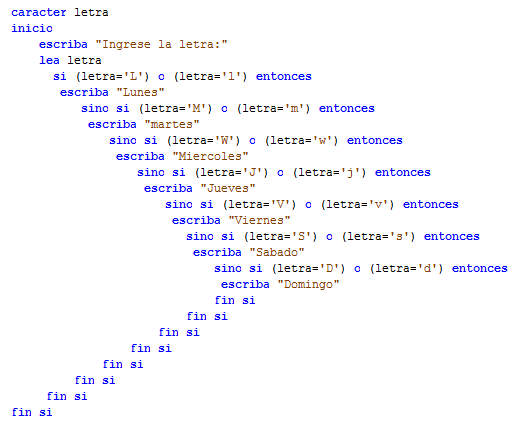 caracter letra
inicio
escriba "Ingrese la letra:"
lea letra
si (letra='L') o (letra='l') entonces
escriba "Lunes"
sino si (letra='M') o (letra='m') entonces
escriba "martes"
sino si (letra='W') o (letra='w') entonces
escriba "Miercoles"
sino si (letra='J') o (letra='j') entonces
escriba "Jueves"
sino si (letra='V') o (letra='v') entonces
escriba "Viernes"
sino si (letra='S') o (letra='s') entonces
escriba "Sabado"
sino si (letra='D') o (letra='d') entonces
escriba "Domingo"
fin si
fin si
fin si
fin si
fin si
fin si
fin si
fin si